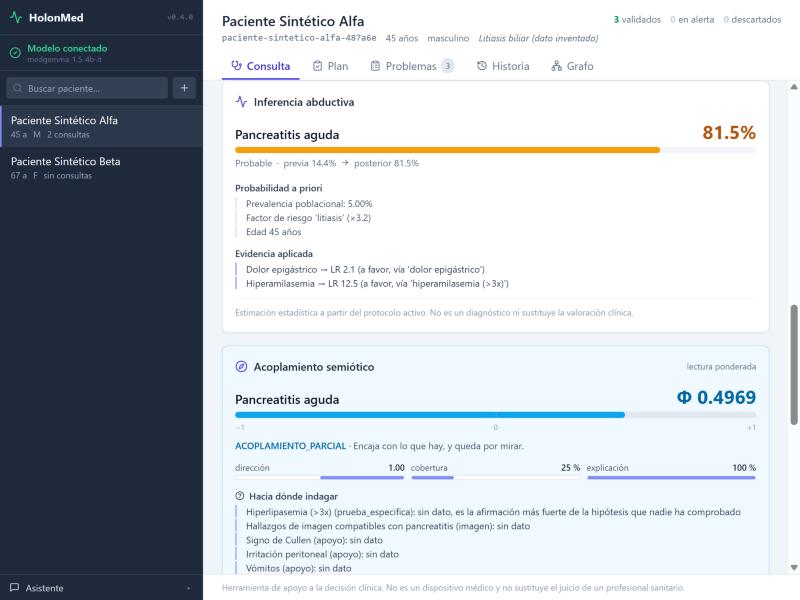 HolonMed
v0.4.0
Modelo conectado
medgemma-1.5-4b-it
Buscar paciente...
+
Paciente Sintético Alfa
45 a M 2 consultas
Paciente Sintético Beta
67 a F sin consultas
Asistente
Paciente Sintético Alfa
3 validados 0 en alerta 0 descartados
paciente-sintetico-alfa-487a6e 45 años masculino Litiasis biliar (dato inventado)
Consulta Plan Problemas 3 Historia Grafo
Inferencia abductiva
Pancreatitis aguda 81.5%
Probable · previa 14.4% → posterior 81.5%
Probabilidad a priori
Prevalencia poblacional: 5.00%
Factor de riesgo 'litiasis' (×3.2)
Edad 45 años
Evidencia aplicada
Dolor epigástrico → LR 2.1 (a favor, vía 'dolor epigástrico')
Hiperamilasemia → LR 12.5 (a favor, vía 'hiperamilasemia (>3x)')
Estimación estadística a partir del protocolo activo. No es un diagnóstico ni sustituye la valoración clínica.
Acoplamiento semiótico lectura ponderada
Pancreatitis aguda Φ 0.4969
−1 0 +1
ACOPLAMIENTO_PARCIAL · Encaja con lo que hay, y queda por mirar.
dirección 1.00 cobertura 25 % explicación 100 %
Hacia dónde indagar
Hiperlipasemia (>3x) (prueba_especifica): sin dato, es la afirmación más fuerte de la hipótesis que nadie ha comprobado
Hallazgos de imagen compatibles con pancreatitis (imagen): sin dato
Signo de Cullen (apoyo): sin dato
Irritación peritoneal (apoyo): sin dato
Vómitos (apoyo): sin dato
Herramienta de apoyo a la decisión clínica. No es un dispositivo médico y no sustituye el juicio de un profesional sanitario.